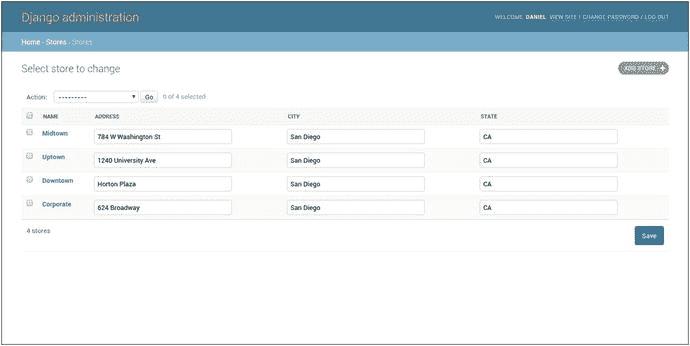 Django administration
WELCOME, DANIEL. VIEW SITE / CHANGE PASSWORD / LOG OUT
Home › Stores › Stores
Select store to change
ADD STORE +
Action: --------- Go 0 of 4 selected
NAME ADDRESS CITY STATE
Midtown 784 W Washington St San Diego CA
Uptown 1240 University Ave San Diego CA
Downtown Horton Plaza San Diego CA
Corporate 624 Broadway San Diego CA
4 stores
Save